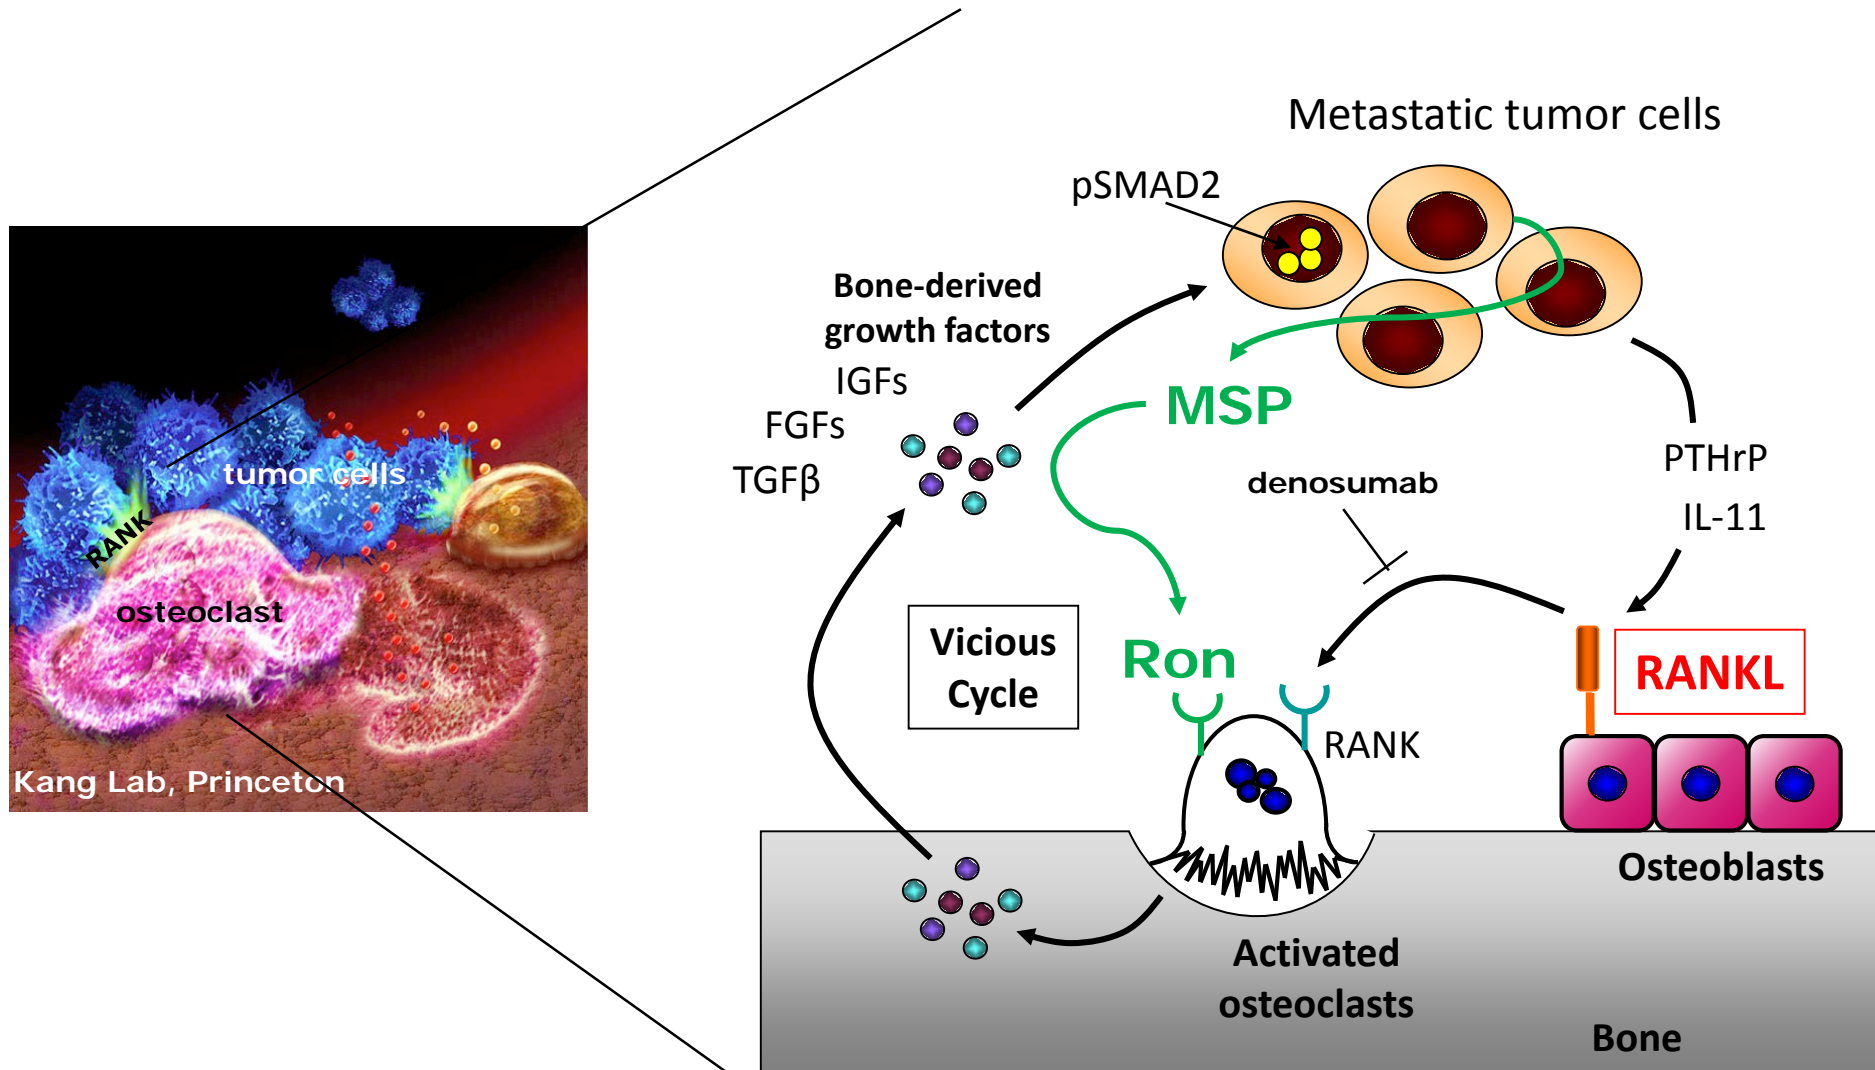 Metastatic tumor cells
pSMAD2
Bone-derived
growth factors
IGFs
FGFs
TGFβ
MSP
denosumab
PTHrP
IL-11
tumor cells
RANK
osteoclast
Kang Lab, Princeton
Vicious
Cycle
Ron
RANKL
RANK
Osteoblasts
Activated
osteoclasts
Bone